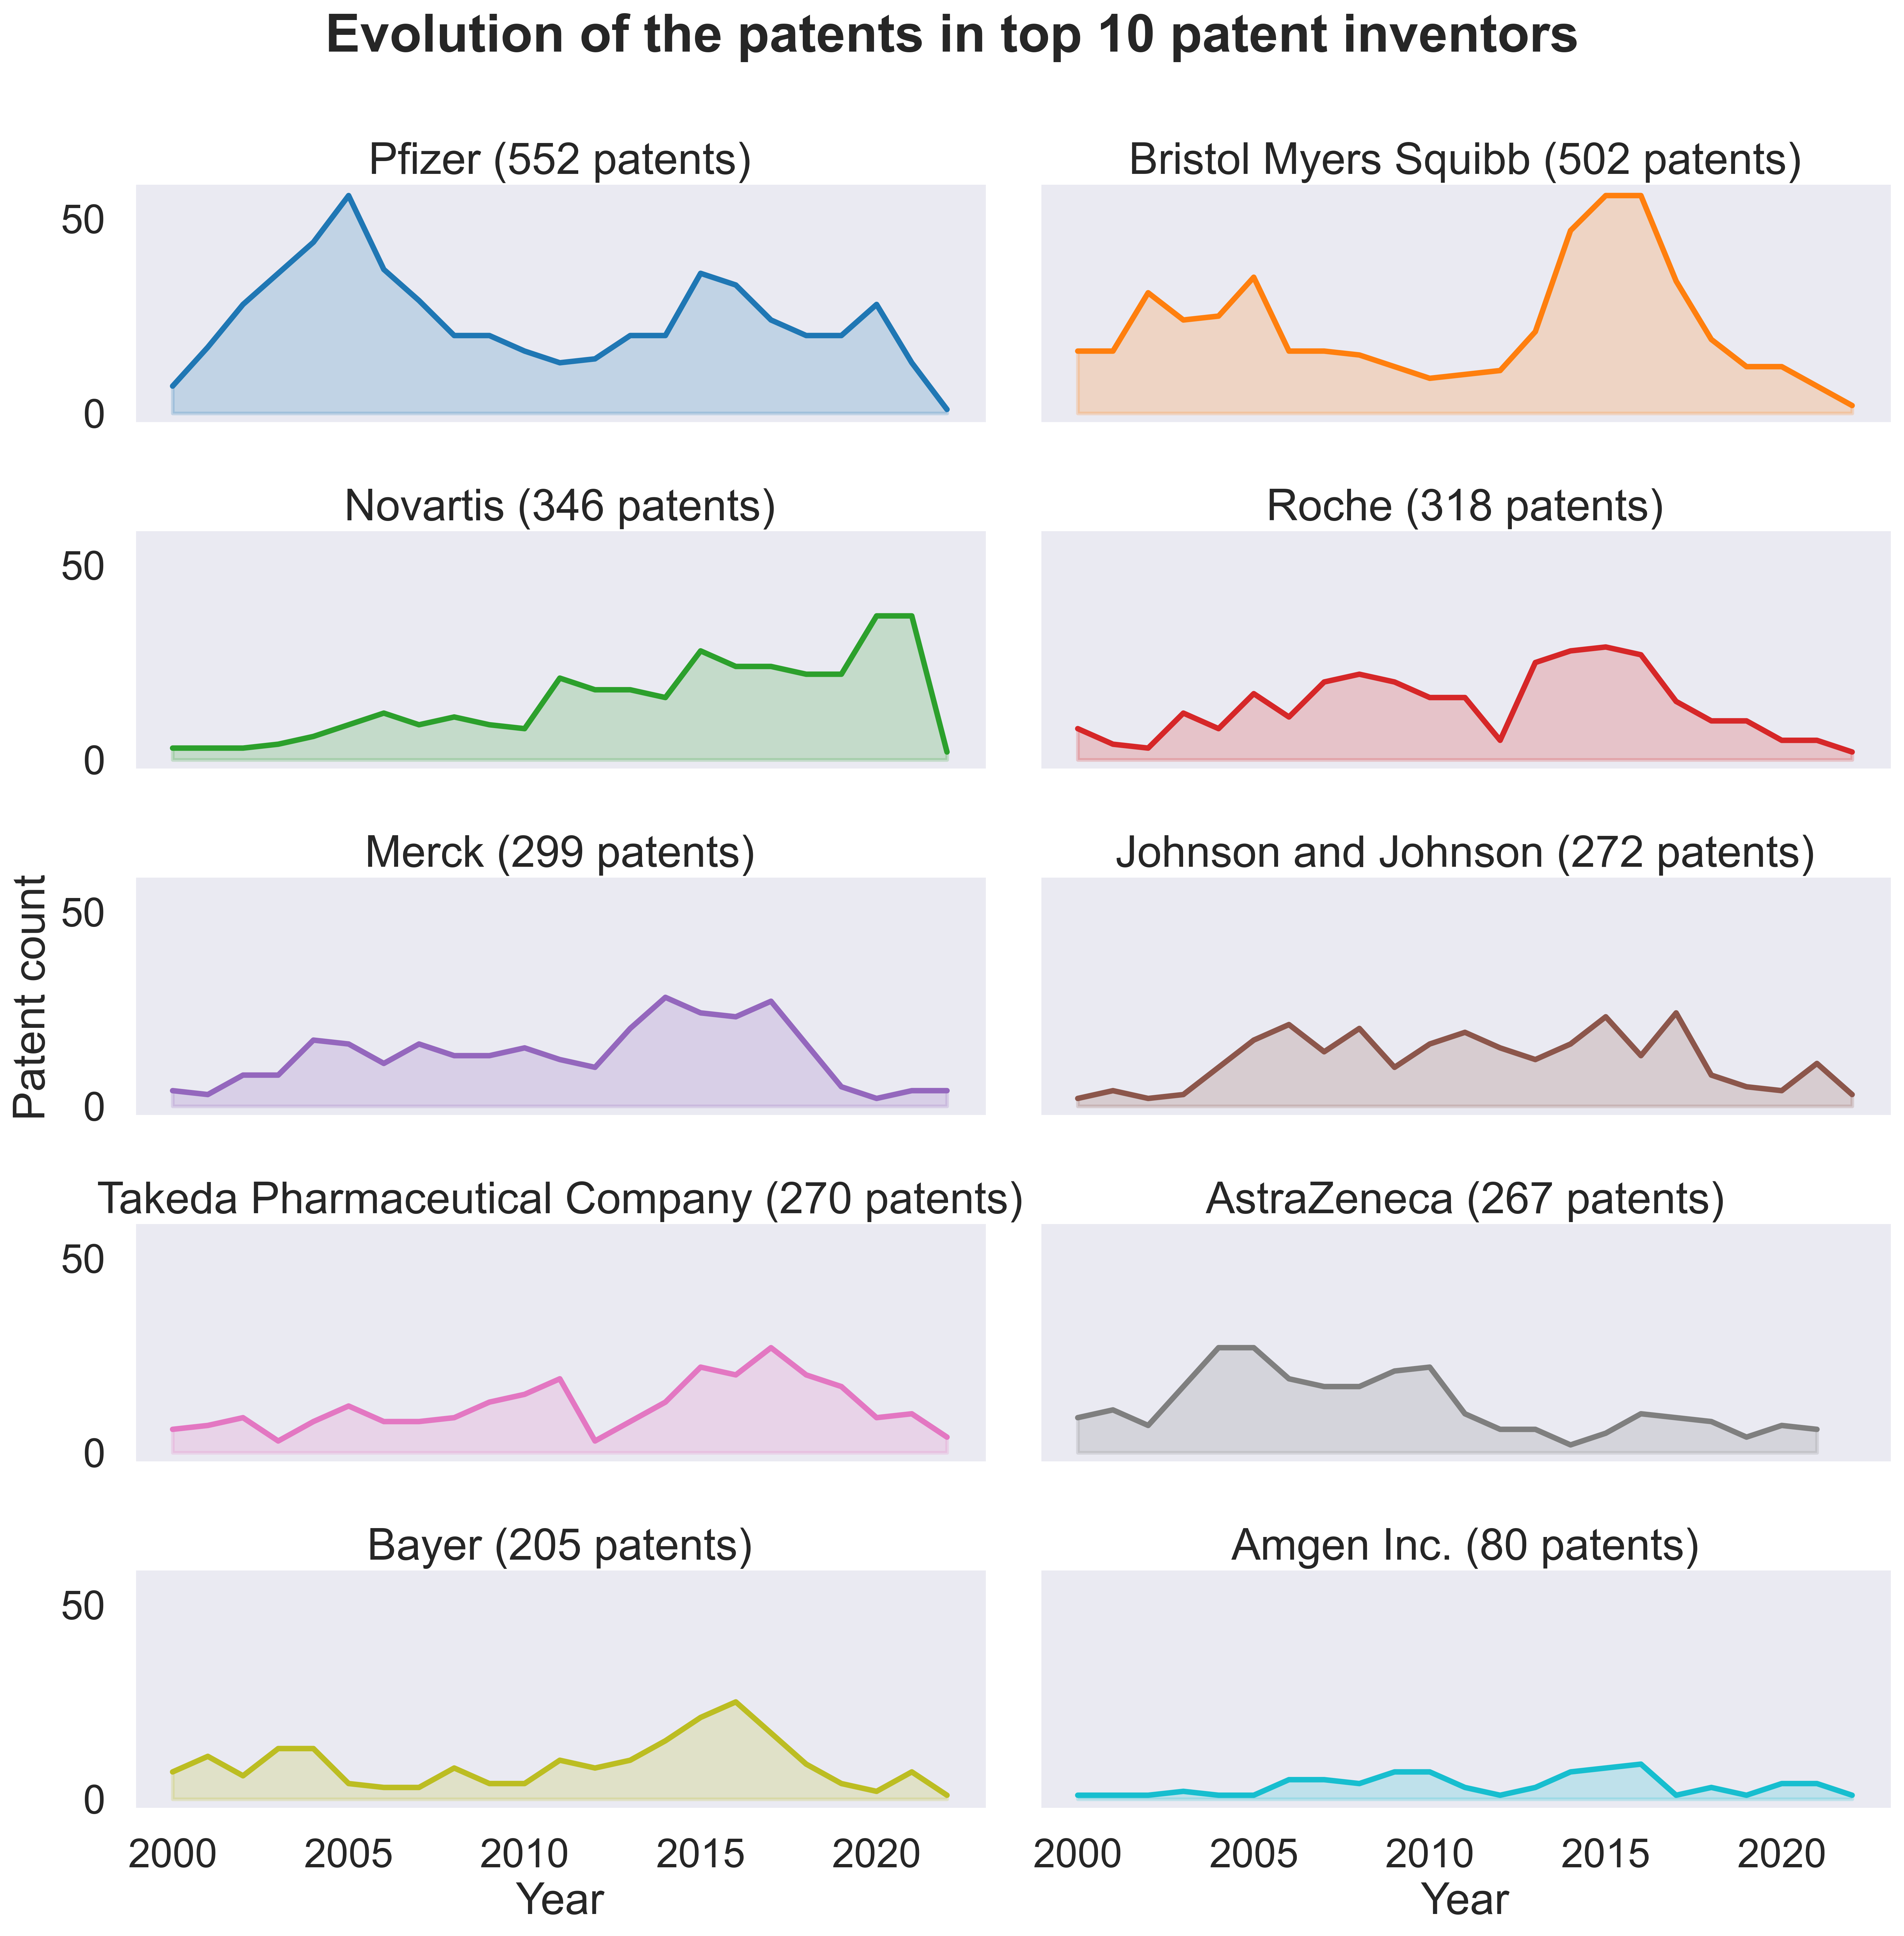 Evolution of the patents in top 10 patent inventors
Pfizer (552 patents)
50
0
Bristol Myers Squibb (502 patents)
Novartis (346 patents)
50
0
Roche (318 patents)
Merck (299 patents)
50
0
Johnson and Johnson (272 patents)
Patent count
Takeda Pharmaceutical Company (270 patents)
50
0
AstraZeneca (267 patents)
Bayer (205 patents)
50
0
Amgen Inc. (80 patents)
2000 2005 2010 2015 2020
Year
2000 2005 2010 2015 2020
Year